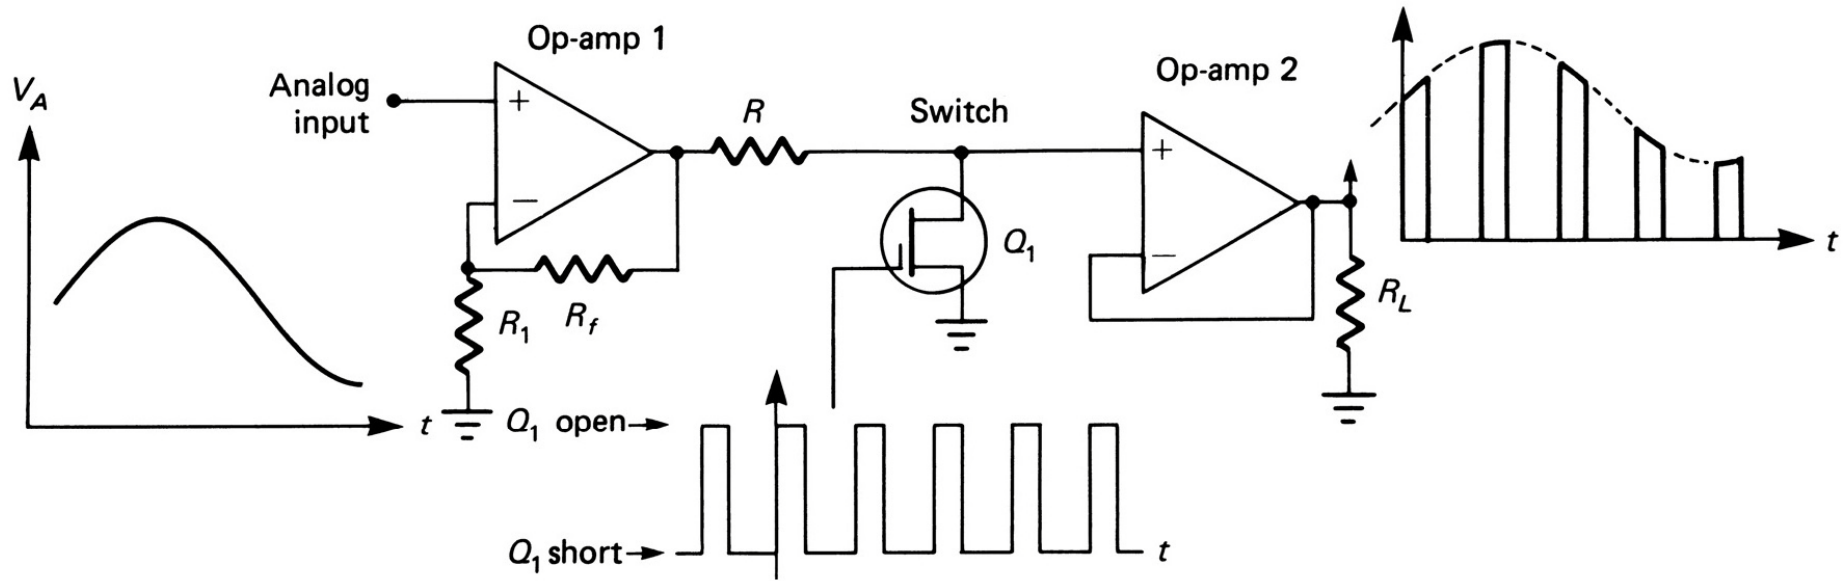 Op-amp 1
V_A
Analog
input
+
−
R
Switch
Op-amp 2
+
−
Q_1
R_1
R_f
R_L
t
t
Q_1 open
Q_1 short
t